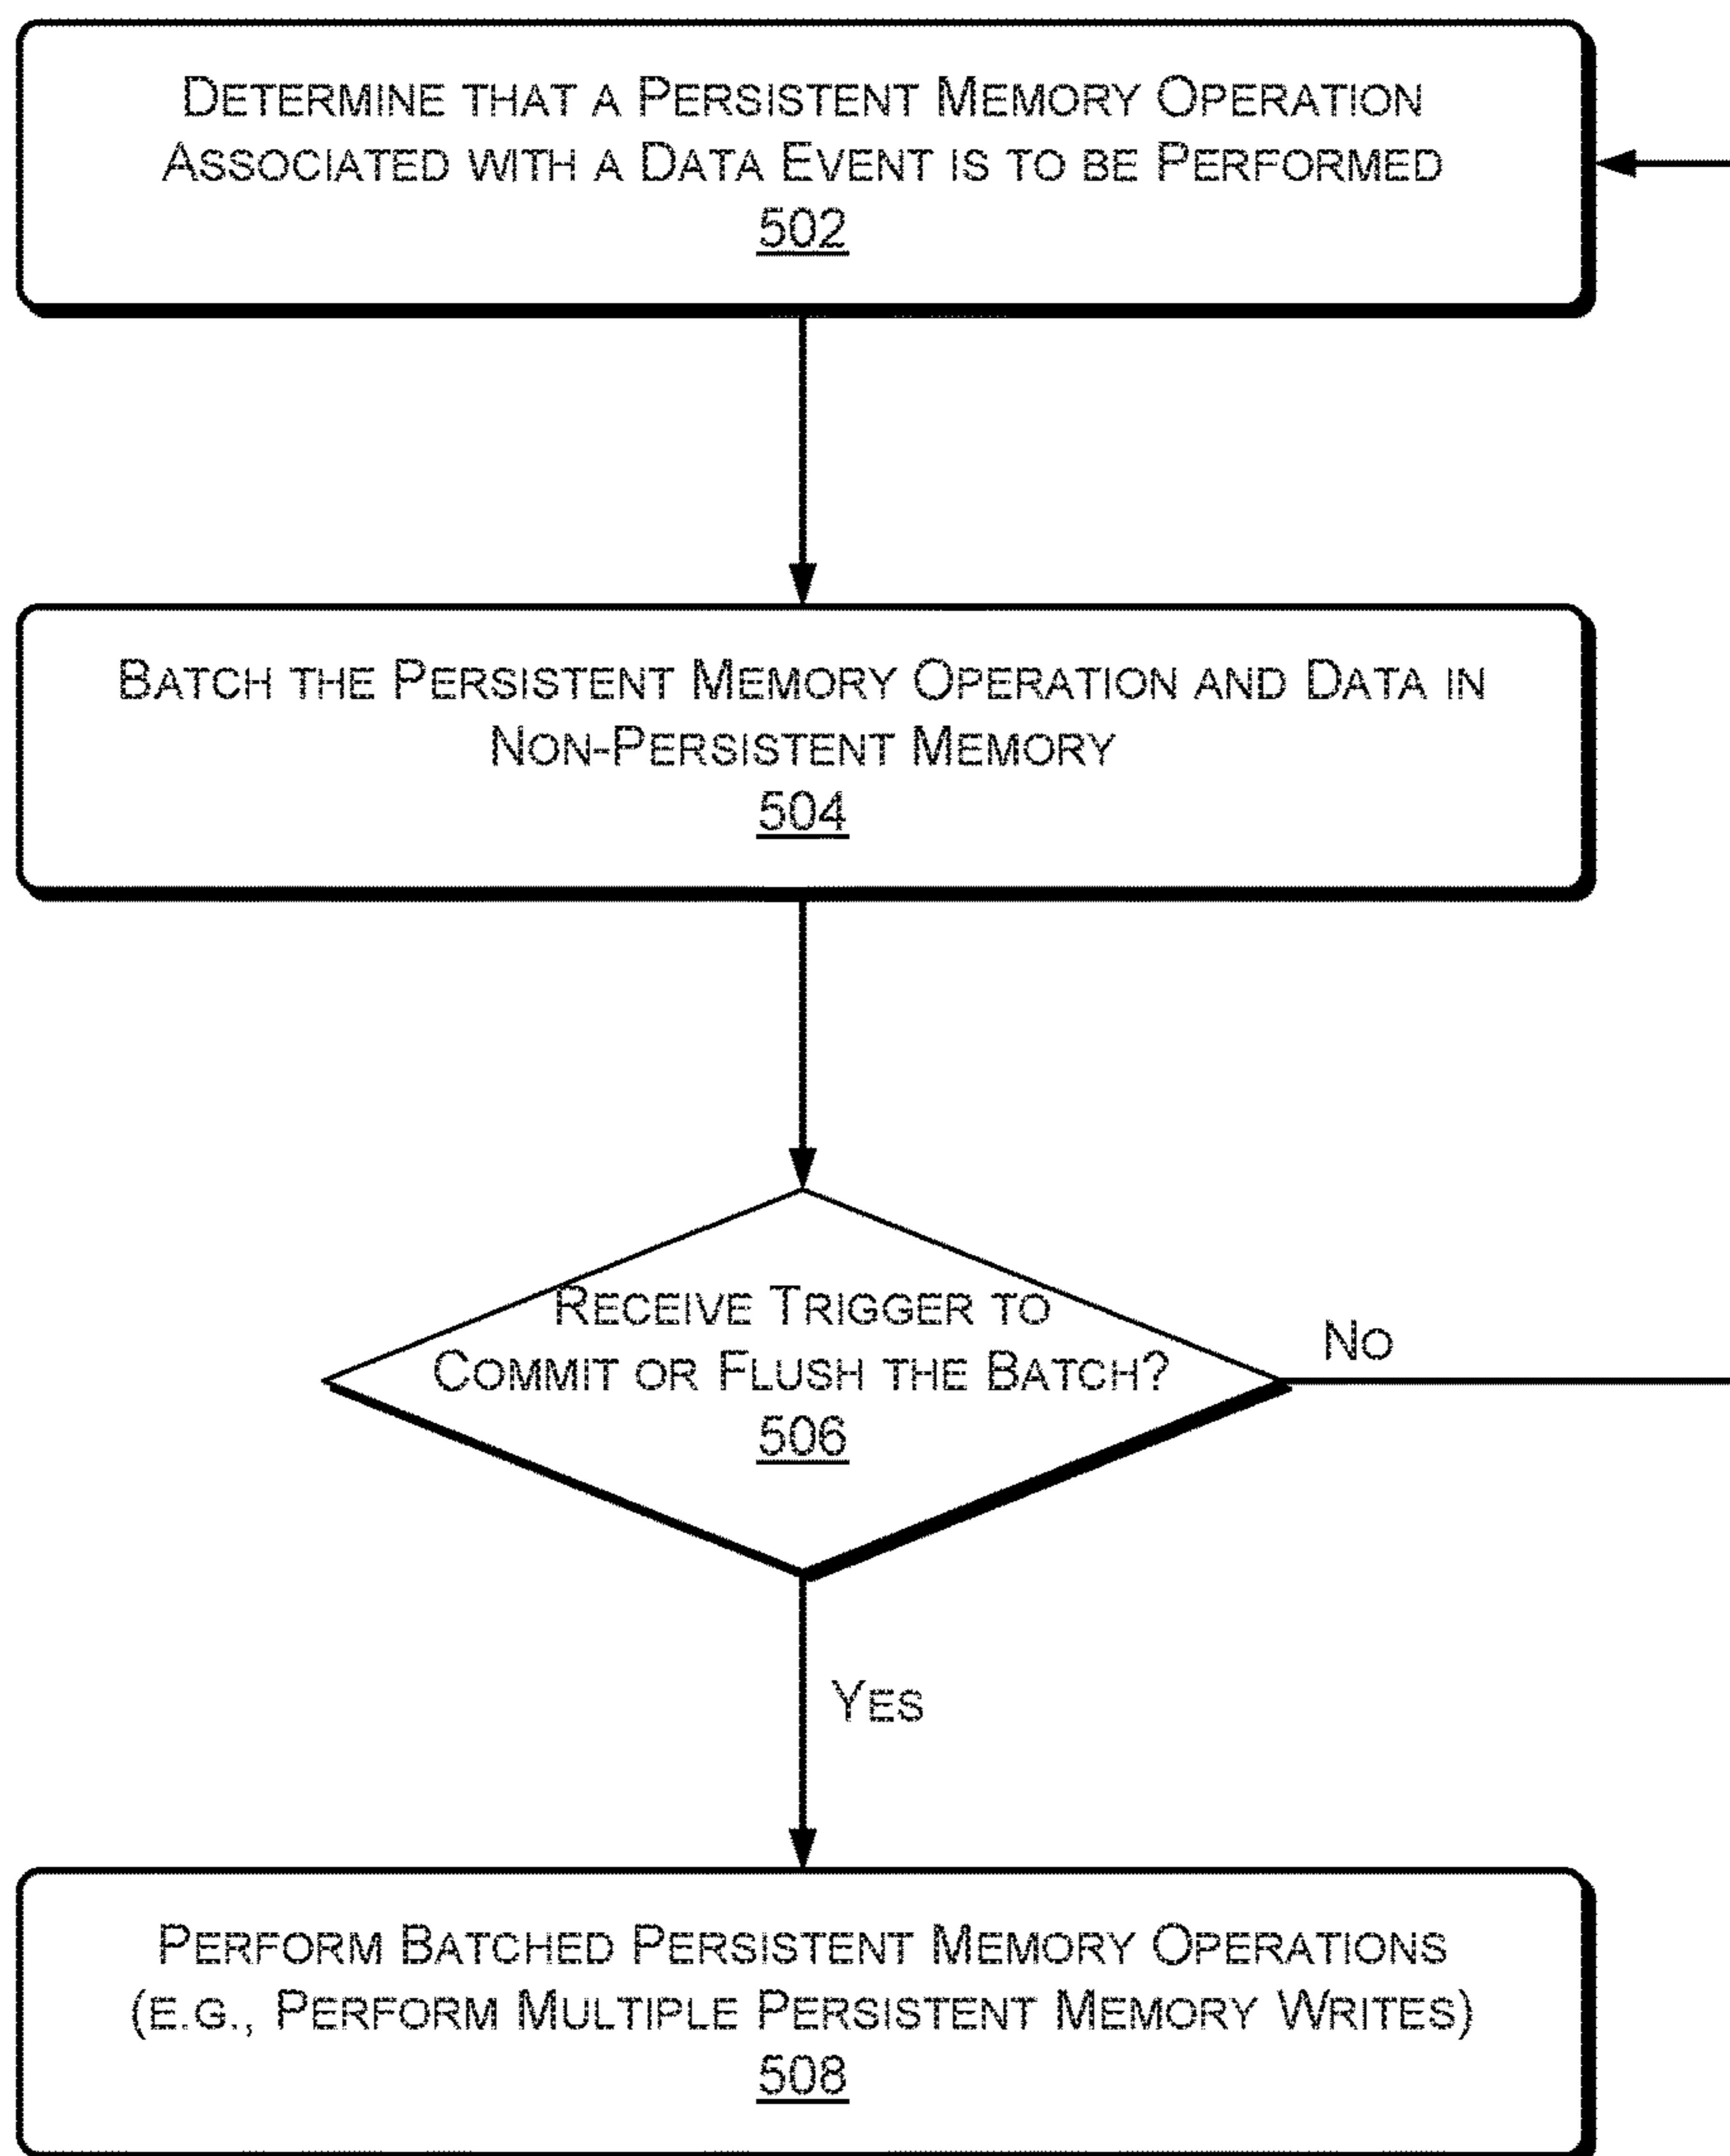 DETERMINE THAT A PERSISTENT MEMORY OPERATION
ASSOCIATED WITH A DATA EVENT IS TO BE PERFORMED
502
BATCH THE PERSISTENT MEMORY OPERATION AND DATA IN
NON-PERSISTENT MEMORY
504
RECEIVE TRIGGER TO
COMMIT OR FLUSH THE BATCH?
506
NO
YES
PERFORM BATCHED PERSISTENT MEMORY OPERATIONS
(E.G., PERFORM MULTIPLE PERSISTENT MEMORY WRITES)
508